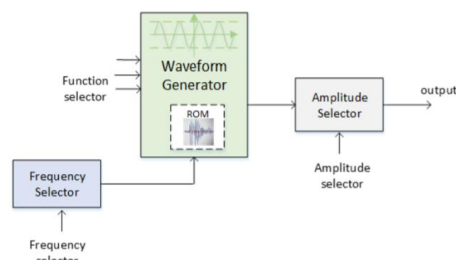 Waveform
Generator
Function
selector
ROM
Amplitude
Selector
output
Amplitude
selector
Frequency
Selector
Frequency